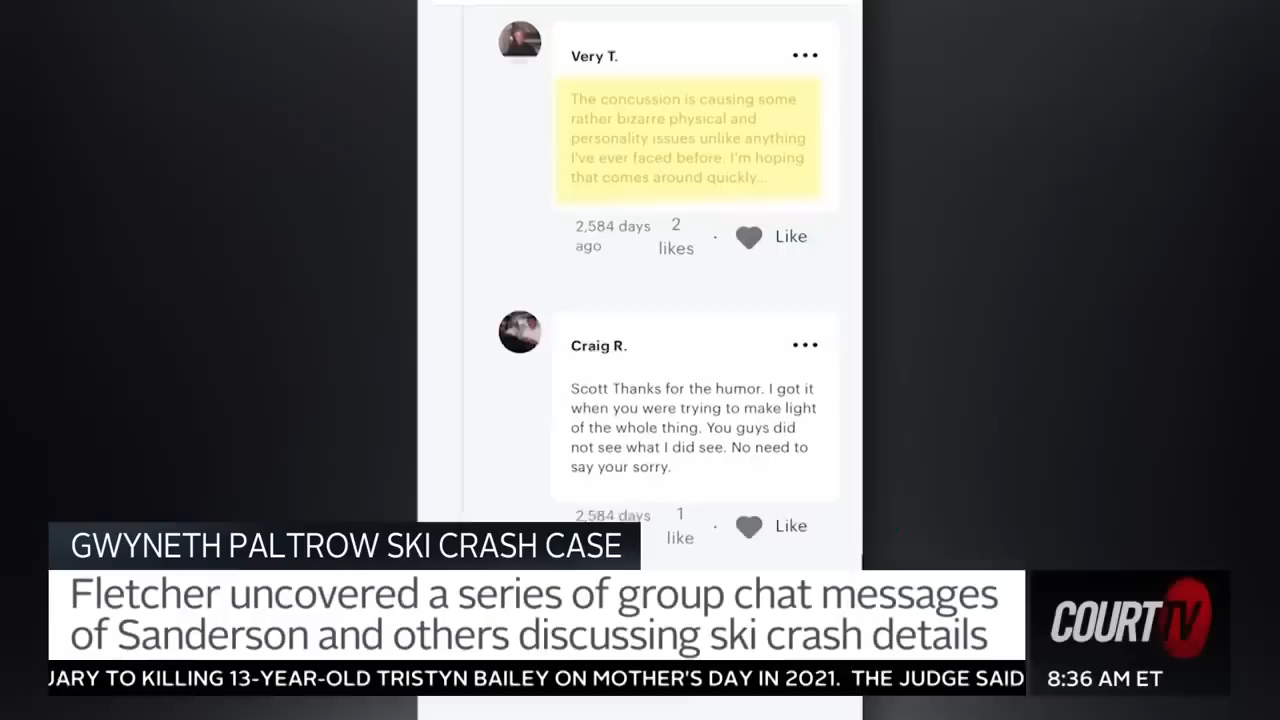 Very T.
The concussion is causing some
rather bizarre physical and
personality issues unlike anything
I've ever faced before. I'm hoping
that comes around quickly...
2,584 days
ago
2
likes
·
Like
Craig R.
Scott Thanks for the humor. I got it
when you were trying to make light
of the whole thing. You guys did
not see what I did see. No need to
say your sorry.
2,584 days
1
like
·
Like
GWYNETH PALTROW SKI CRASH CASE
Fletcher uncovered a series of group chat messages
of Sanderson and others discussing ski crash details
COURT TV
UARY TO KILLING 13-YEAR-OLD TRISTYN BAILEY ON MOTHER'S DAY IN 2021. THE JUDGE SAID
8:36 AM ET